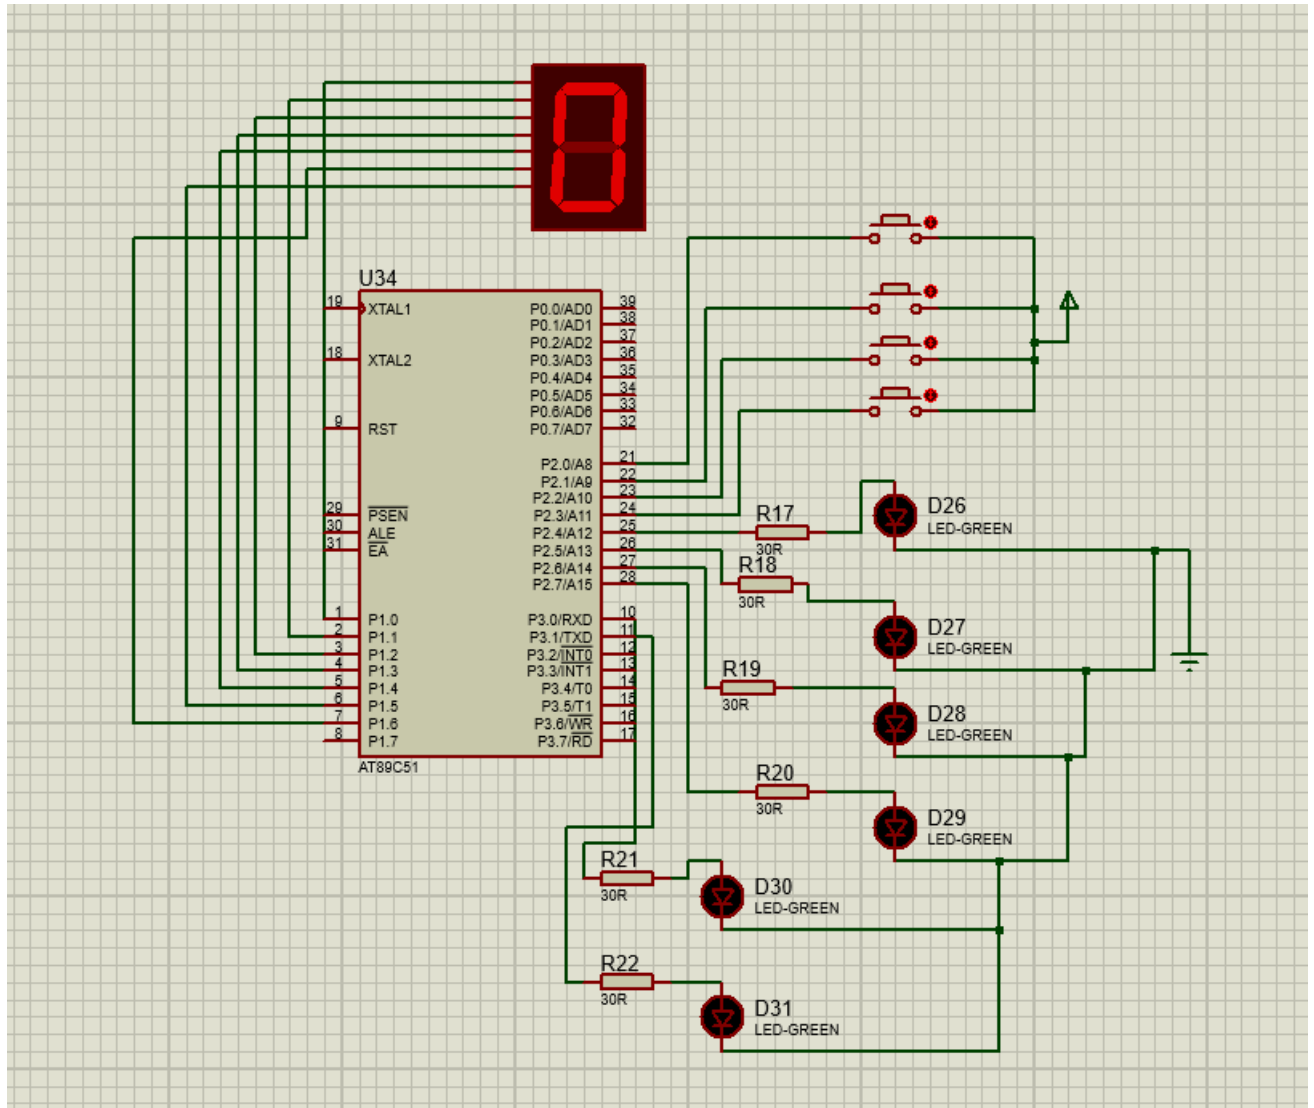 U34
19
XTAL1
18
XTAL2
9
RST
29
PSEN
30
ALE
31
EA
1
P1.0
2
P1.1
3
P1.2
4
P1.3
5
P1.4
6
P1.5
7
P1.6
8
P1.7
P0.0/AD0
39
P0.1/AD1
38
P0.2/AD2
37
P0.3/AD3
36
P0.4/AD4
35
P0.5/AD5
34
P0.6/AD6
33
P0.7/AD7
32
P2.0/A8
21
P2.1/A9
22
P2.2/A10
23
P2.3/A11
24
P2.4/A12
25
P2.5/A13
26
P2.6/A14
27
P2.7/A15
28
P3.0/RXD
10
P3.1/TXD
11
P3.2/INT0
12
P3.3/INT1
13
P3.4/T0
14
P3.5/T1
15
P3.6/WR
16
P3.7/RD
17
AT89C51
R17
30R
D26
LED-GREEN
R18
30R
D27
LED-GREEN
R19
30R
D28
LED-GREEN
R20
30R
D29
LED-GREEN
R21
30R
D30
LED-GREEN
R22
30R
D31
LED-GREEN